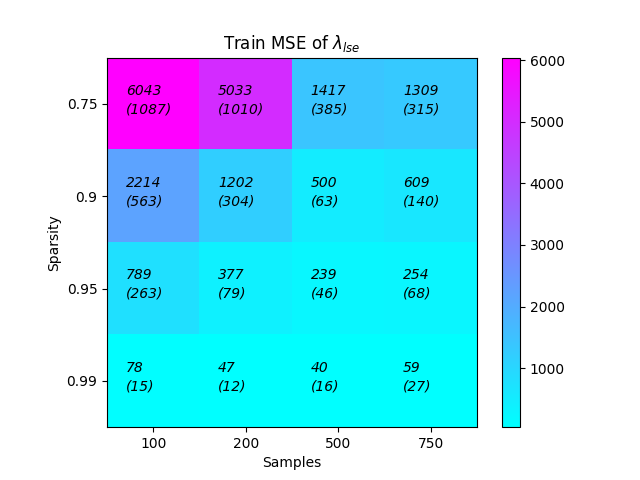 Train MSE of λlse
6043 5033 1417 1309
0.75
(1087) (1010) (385) (315)
2214 1202 500 609
0.9
(563) (304) (63) (140)
789 377 239 254
0.95
(263) (79) (46) (68)
78 47 40 59
0.99
(15) (12) (16) (27)
Sparsity
100 200 500 750
Samples
6000
5000
4000
3000
2000
1000